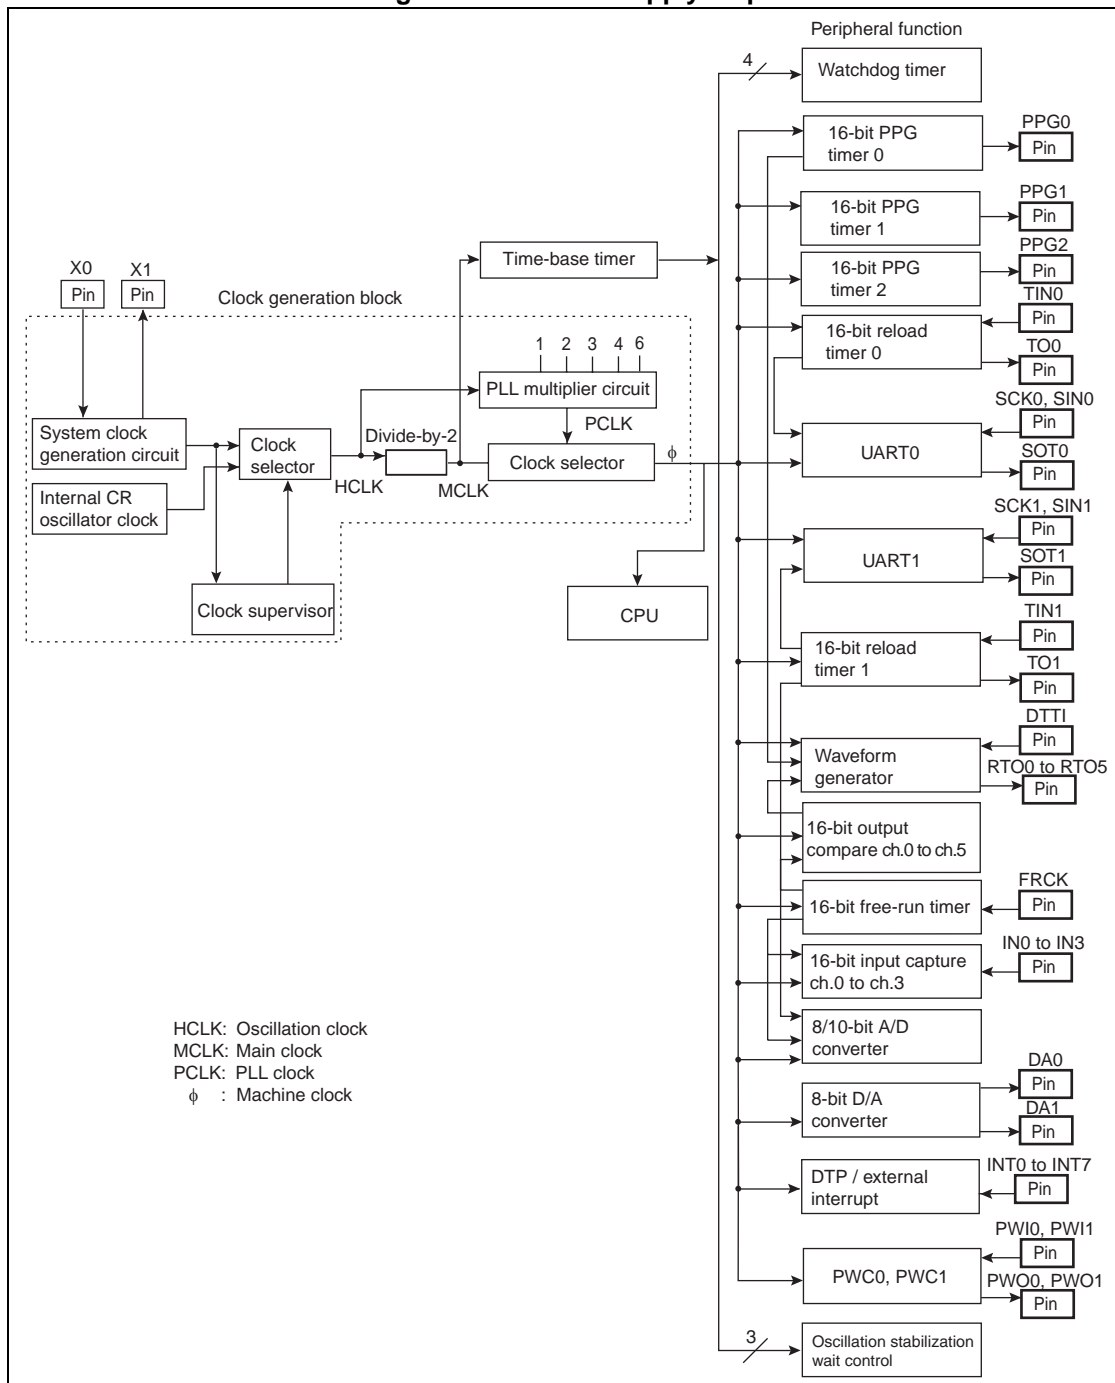 Peripheral function
4
Watchdog timer
16-bit PPG
timer 0
PPG0
Pin
16-bit PPG
timer 1
PPG1
Pin
16-bit PPG
timer 2
PPG2
Pin
X0
Pin
X1
Pin
Clock generation block
Time-base timer
16-bit reload
timer 0
TIN0
Pin
TO0
Pin
1 2 3 4 6
PLL multiplier circuit
PCLK
System clock
generation circuit
Clock
selector
Divide-by-2
HCLK
MCLK
Clock selector
ϕ
UART0
SCK0, SIN0
Pin
SOT0
Pin
Internal CR
oscillator clock
Clock supervisor
CPU
UART1
SCK1, SIN1
Pin
SOT1
Pin
16-bit reload
timer 1
TIN1
Pin
TO1
Pin
Waveform
generator
DTTI
Pin
RTO0 to RTO5
Pin
16-bit output
compare ch.0 to ch.5
16-bit free-run timer
FRCK
Pin
16-bit input capture
ch.0 to ch.3
IN0 to IN3
Pin
8/10-bit A/D
converter
HCLK: Oscillation clock
MCLK: Main clock
PCLK: PLL clock
ϕ : Machine clock
8-bit D/A
converter
DA0
Pin
DA1
Pin
DTP / external
interrupt
INT0 to INT7
Pin
PWC0, PWC1
PWI0, PWI1
Pin
PWO0, PWO1
Pin
3
Oscillation stabilization
wait control